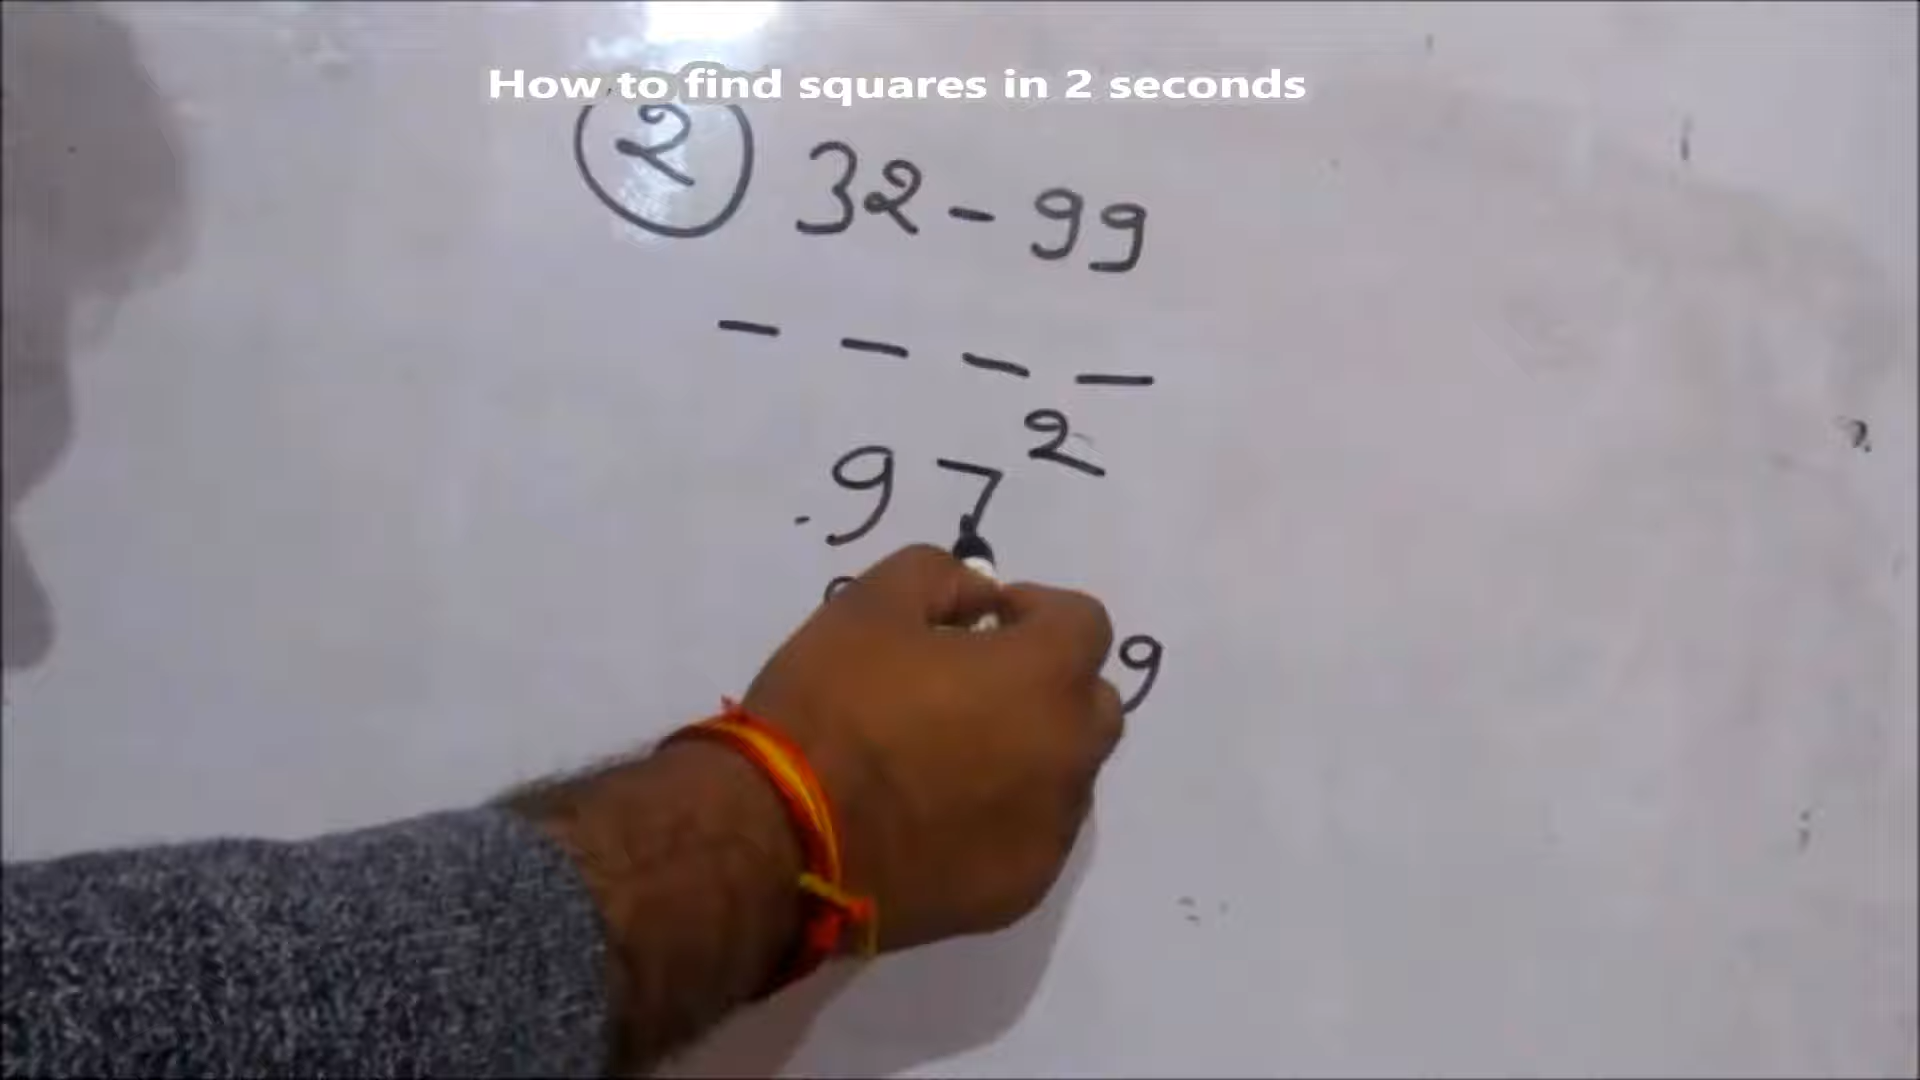 How to find squares in 2 seconds
2 32 - 99
_ _ _ _
97²
9